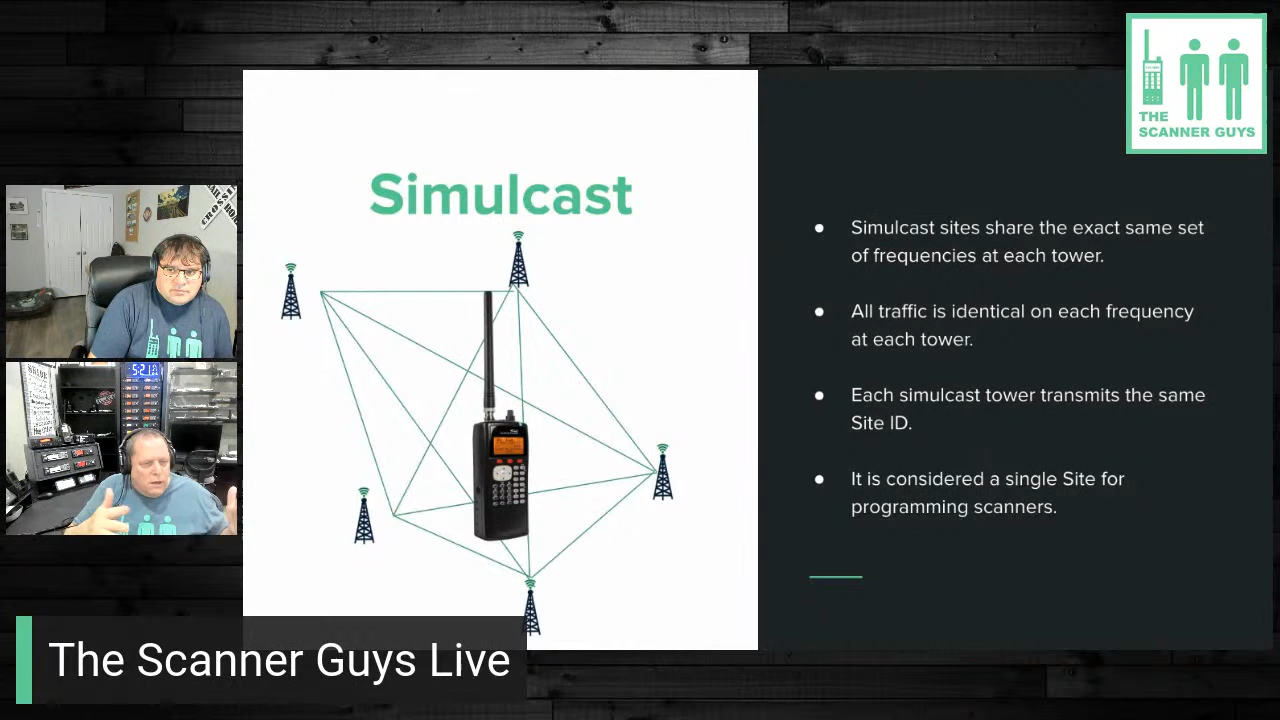 THE
SCANNER GUYS
Simulcast
Simulcast sites share the exact same set
of frequencies at each tower.
All traffic is identical on each frequency
at each tower.
Each simulcast tower transmits the same
Site ID.
It is considered a single Site for
programming scanners.
5:21
The Scanner Guys Live